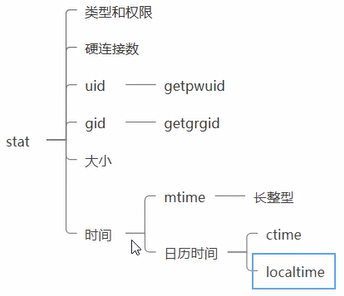 stat
类型和权限
硬连接数
uid
getpwuid
gid
getgrgid
大小
时间
mtime
长整型
日历时间
ctime
localtime